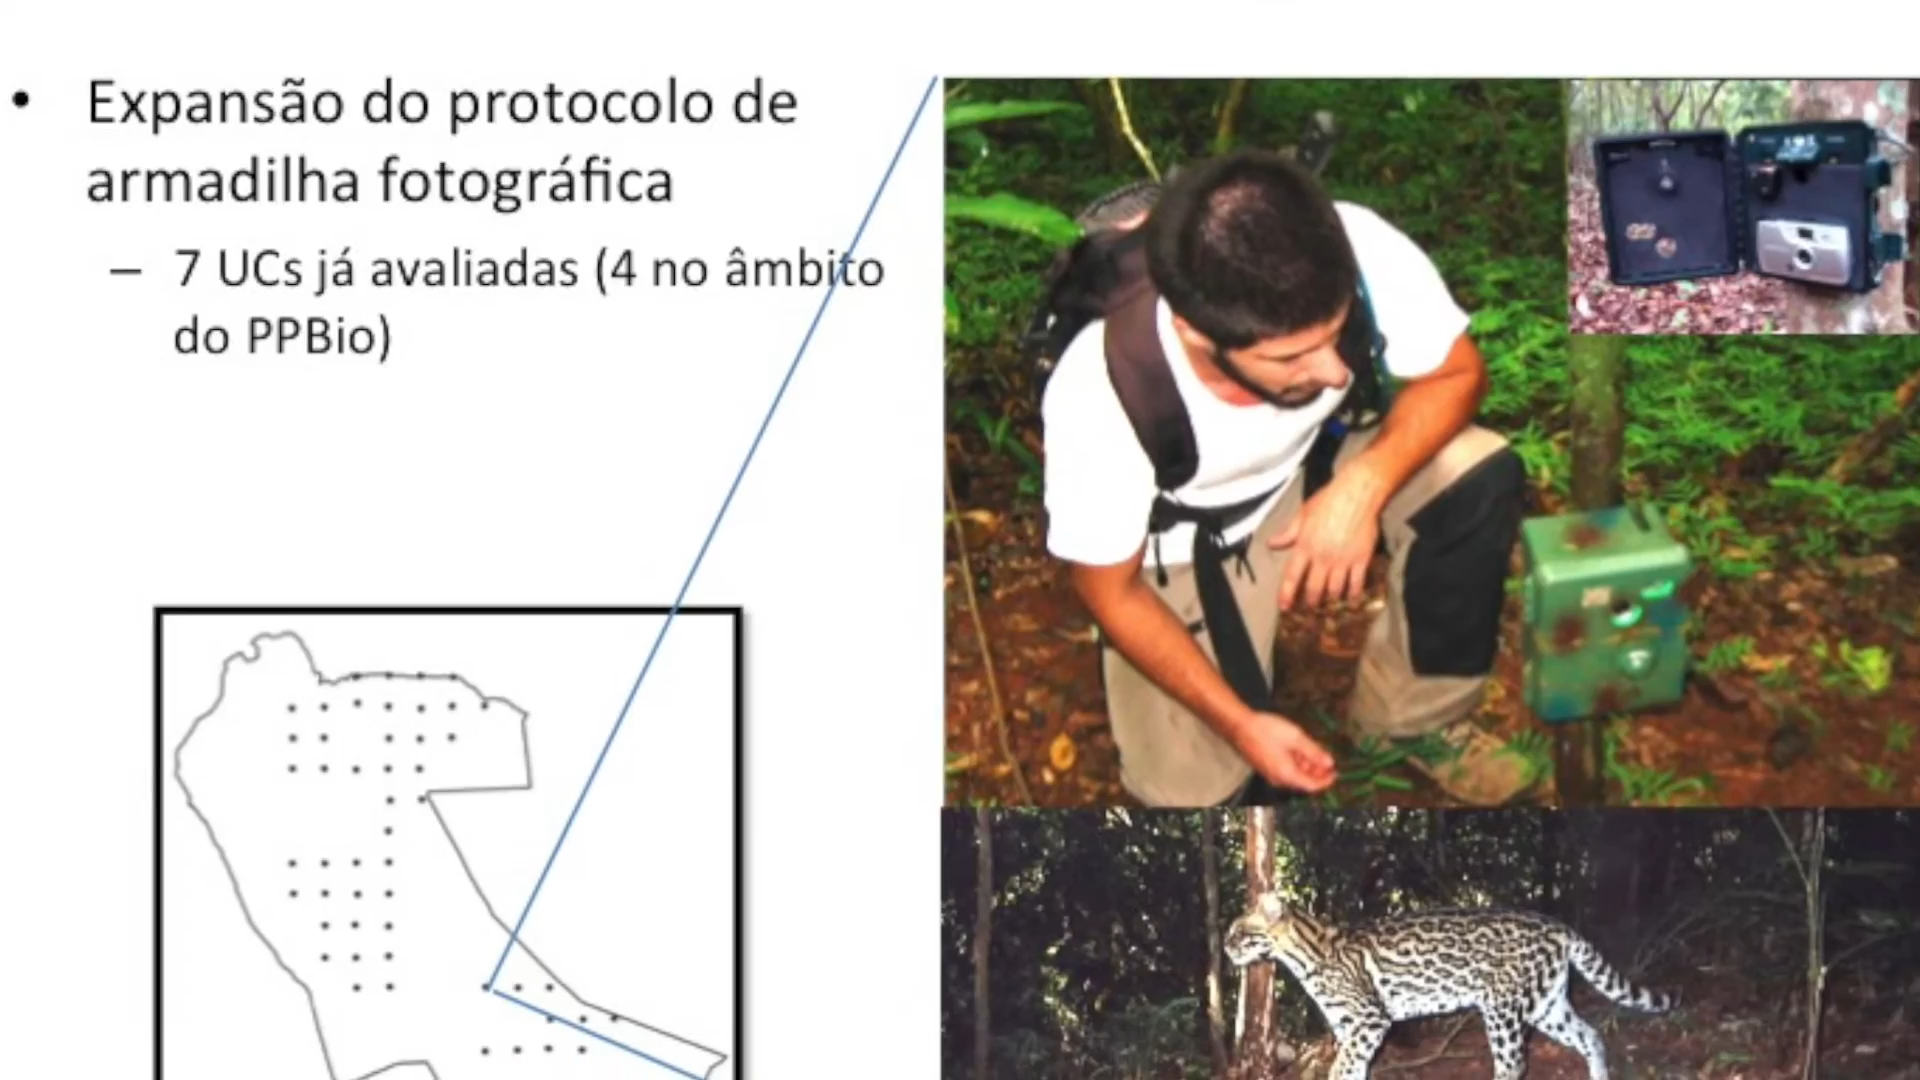 • Expansão do protocolo de
armadilha fotográfica
– 7 UCs já avaliadas (4 no âmbito
do PPBio)